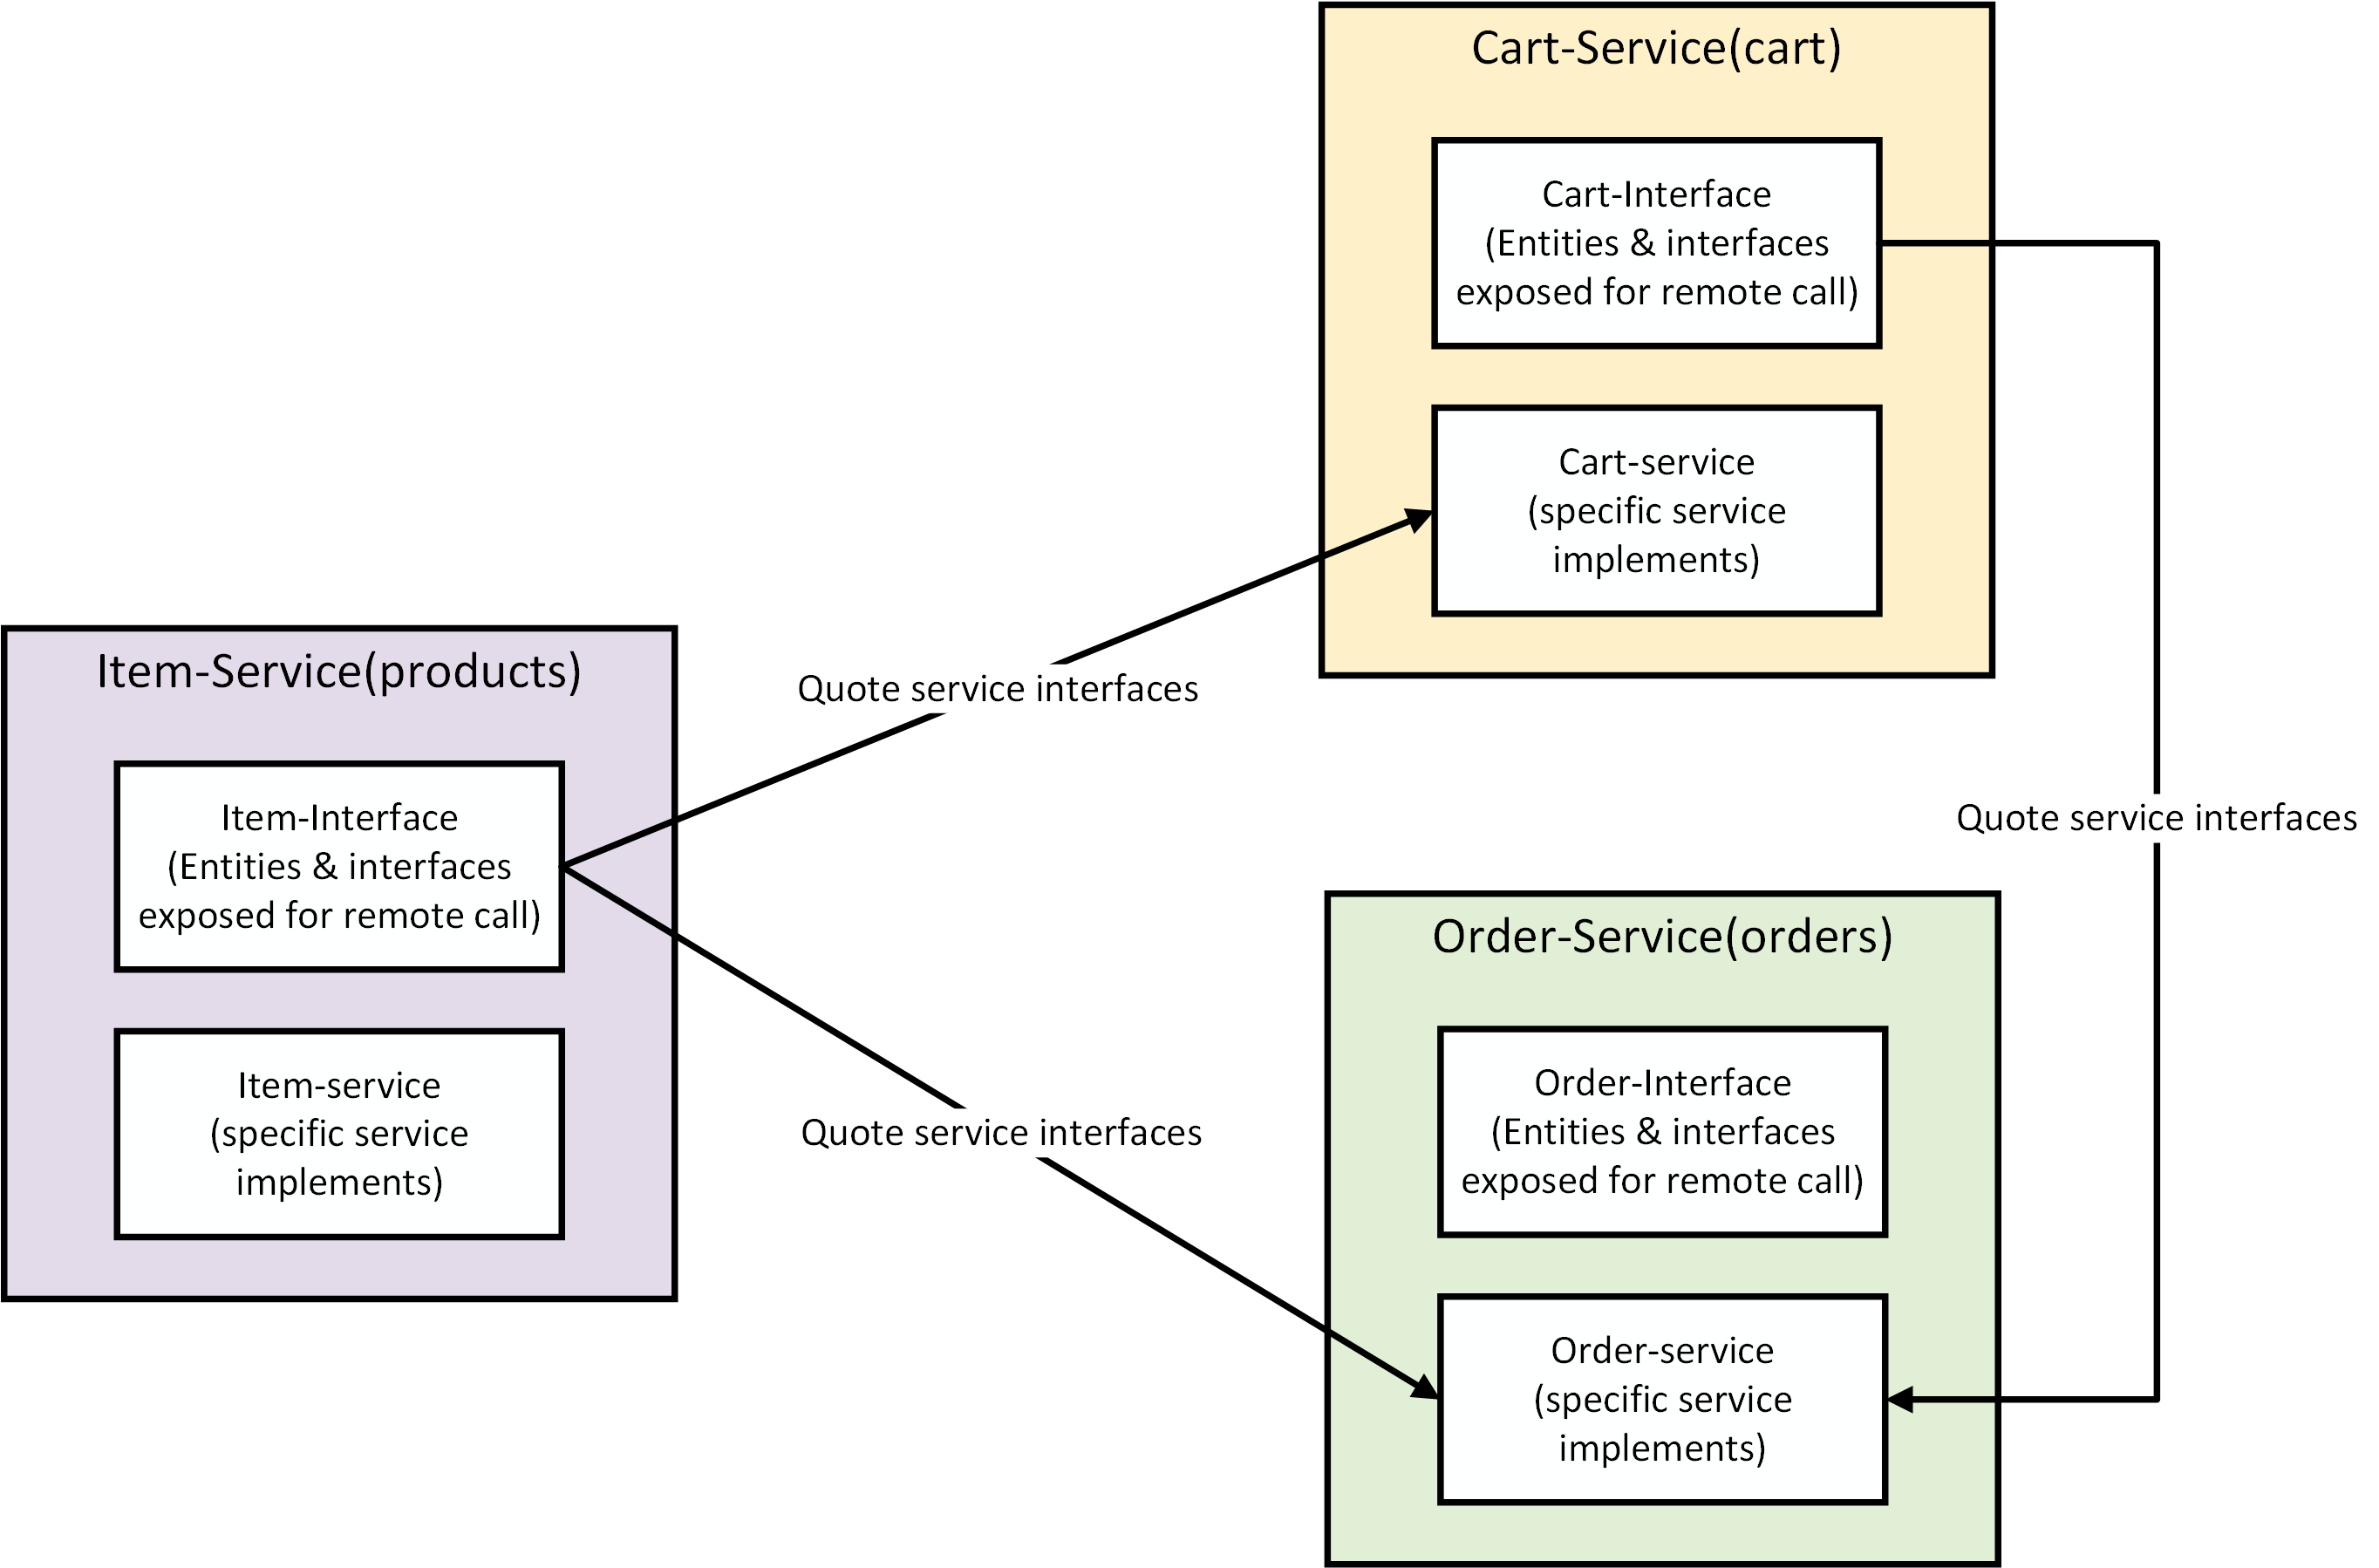 Cart-Service(cart)
Cart-Interface
(Entities & interfaces
exposed for remote call)
Cart-service
(specific service
implements)
Quote service interfaces
Item-Service(products)
Item-Interface
(Entities & interfaces
exposed for remote call)
Item-service
(specific service
implements)
Quote service interfaces
Quote service interfaces
Order-Service(orders)
Order-Interface
(Entities & interfaces
exposed for remote call)
Order-service
(specific service
implements)